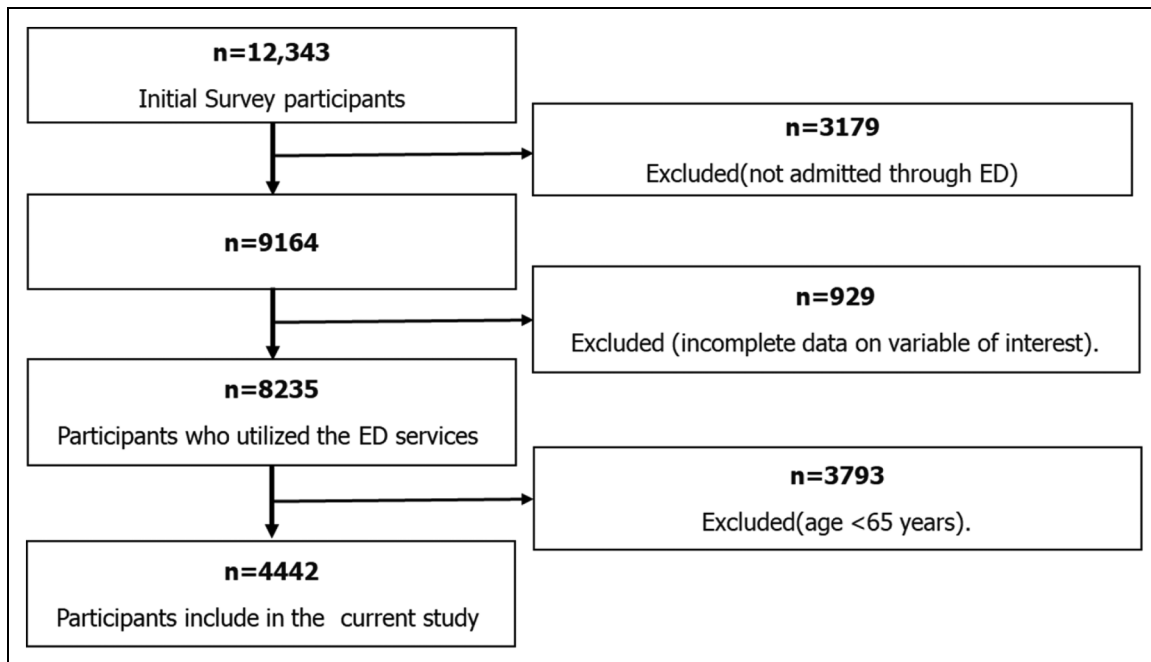 n=12,343
Initial Survey participants
n=3179
Excluded(not admitted through ED)
n=9164
n=929
Excluded (incomplete data on variable of interest).
n=8235
Participants who utilized the ED services
n=3793
Excluded(age <65 years).
n=4442
Participants include in the current study